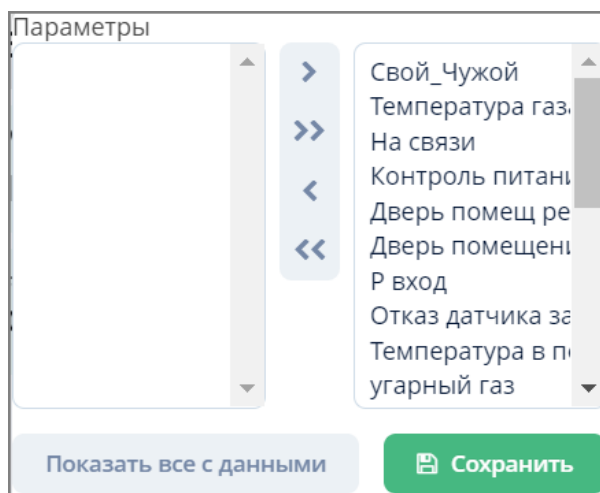 Параметры
Свой_Чужой
Температура газа
На связи
Контроль питани
Дверь помещ ре
Дверь помещени
Р вход
Отказ датчика за
Температура в п
угарный газ
Показать все с данными
Сохранить